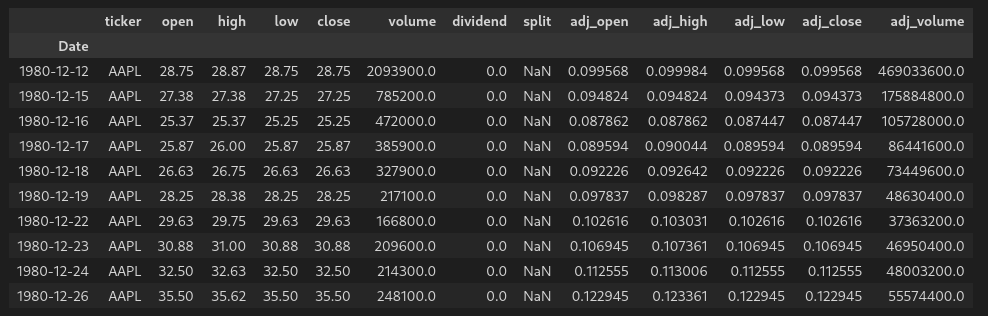 ticker open high low close volume dividend split adj_open adj_high adj_low adj_close adj_volume
Date
1980-12-12 AAPL 28.75 28.87 28.75 28.75 2093900.0 0.0 NaN 0.099568 0.099984 0.099568 0.099568 469033600.0
1980-12-15 AAPL 27.38 27.38 27.25 27.25 785200.0 0.0 NaN 0.094824 0.094824 0.094373 0.094373 175884800.0
1980-12-16 AAPL 25.37 25.37 25.25 25.25 472000.0 0.0 NaN 0.087862 0.087862 0.087447 0.087447 105728000.0
1980-12-17 AAPL 25.87 26.00 25.87 25.87 385900.0 0.0 NaN 0.089594 0.090044 0.089594 0.089594 86441600.0
1980-12-18 AAPL 26.63 26.75 26.63 26.63 327900.0 0.0 NaN 0.092226 0.092642 0.092226 0.092226 73449600.0
1980-12-19 AAPL 28.25 28.38 28.25 28.25 217100.0 0.0 NaN 0.097837 0.098287 0.097837 0.097837 48630400.0
1980-12-22 AAPL 29.63 29.75 29.63 29.63 166800.0 0.0 NaN 0.102616 0.103031 0.102616 0.102616 37363200.0
1980-12-23 AAPL 30.88 31.00 30.88 30.88 209600.0 0.0 NaN 0.106945 0.107361 0.106945 0.106945 46950400.0
1980-12-24 AAPL 32.50 32.63 32.50 32.50 214300.0 0.0 NaN 0.112555 0.113006 0.112555 0.112555 48003200.0
1980-12-26 AAPL 35.50 35.62 35.50 35.50 248100.0 0.0 NaN 0.122945 0.123361 0.122945 0.122945 55574400.0